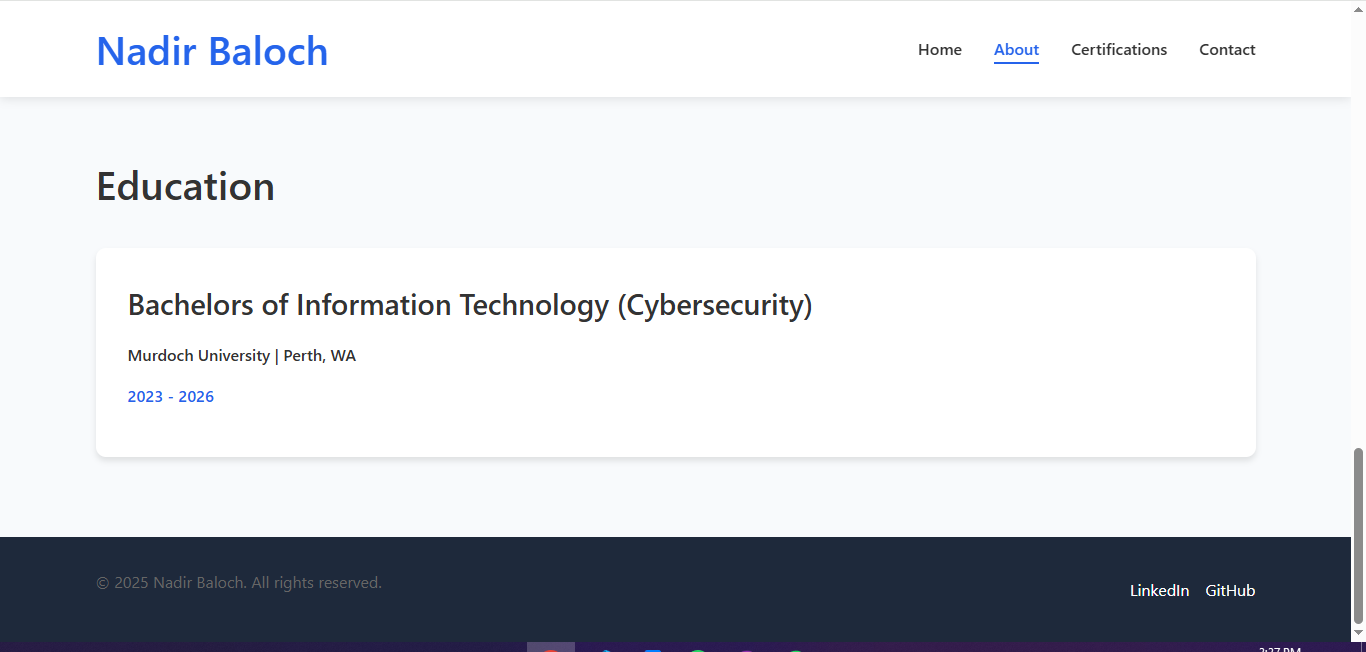 Nadir Baloch
Home About Certifications Contact
Education
Bachelors of Information Technology (Cybersecurity)
Murdoch University | Perth, WA
2023 - 2026
© 2025 Nadir Baloch. All rights reserved.
LinkedIn GitHub